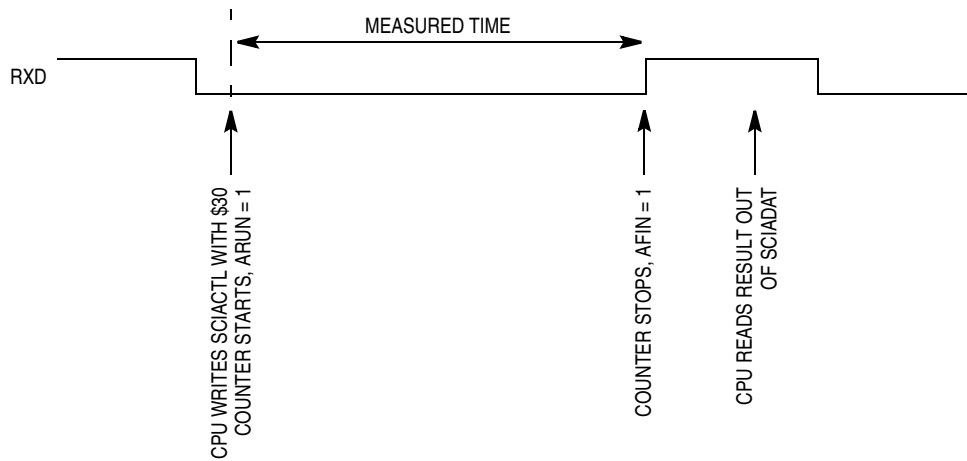 MEASURED TIME
RXD
CPU WRITES SCIACTL WITH $30
COUNTER STARTS, ARUN = 1
COUNTER STOPS, AFIN = 1
CPU READS RESULT OUT
OF SCIADAT